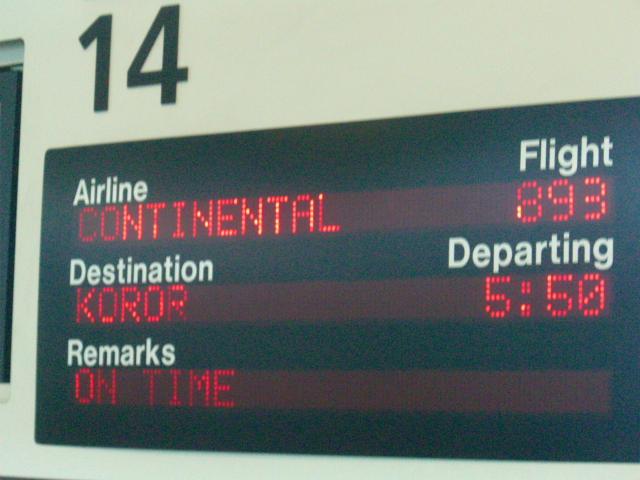 14
Airline Flight
CONTINENTAL 893
Destination Departing
KOROR 5:50
Remarks
ON TIME